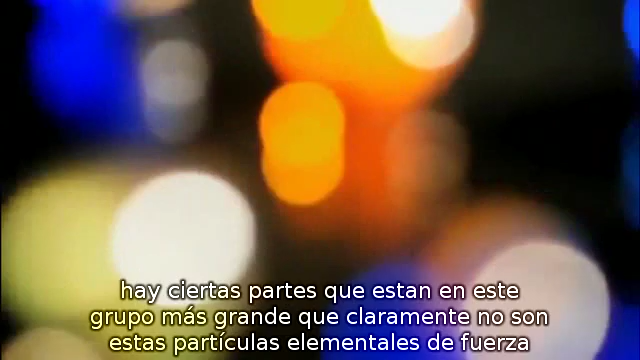 hay ciertas partes que estan en este
grupo más grande que claramente no son
estas partículas elementales de fuerza